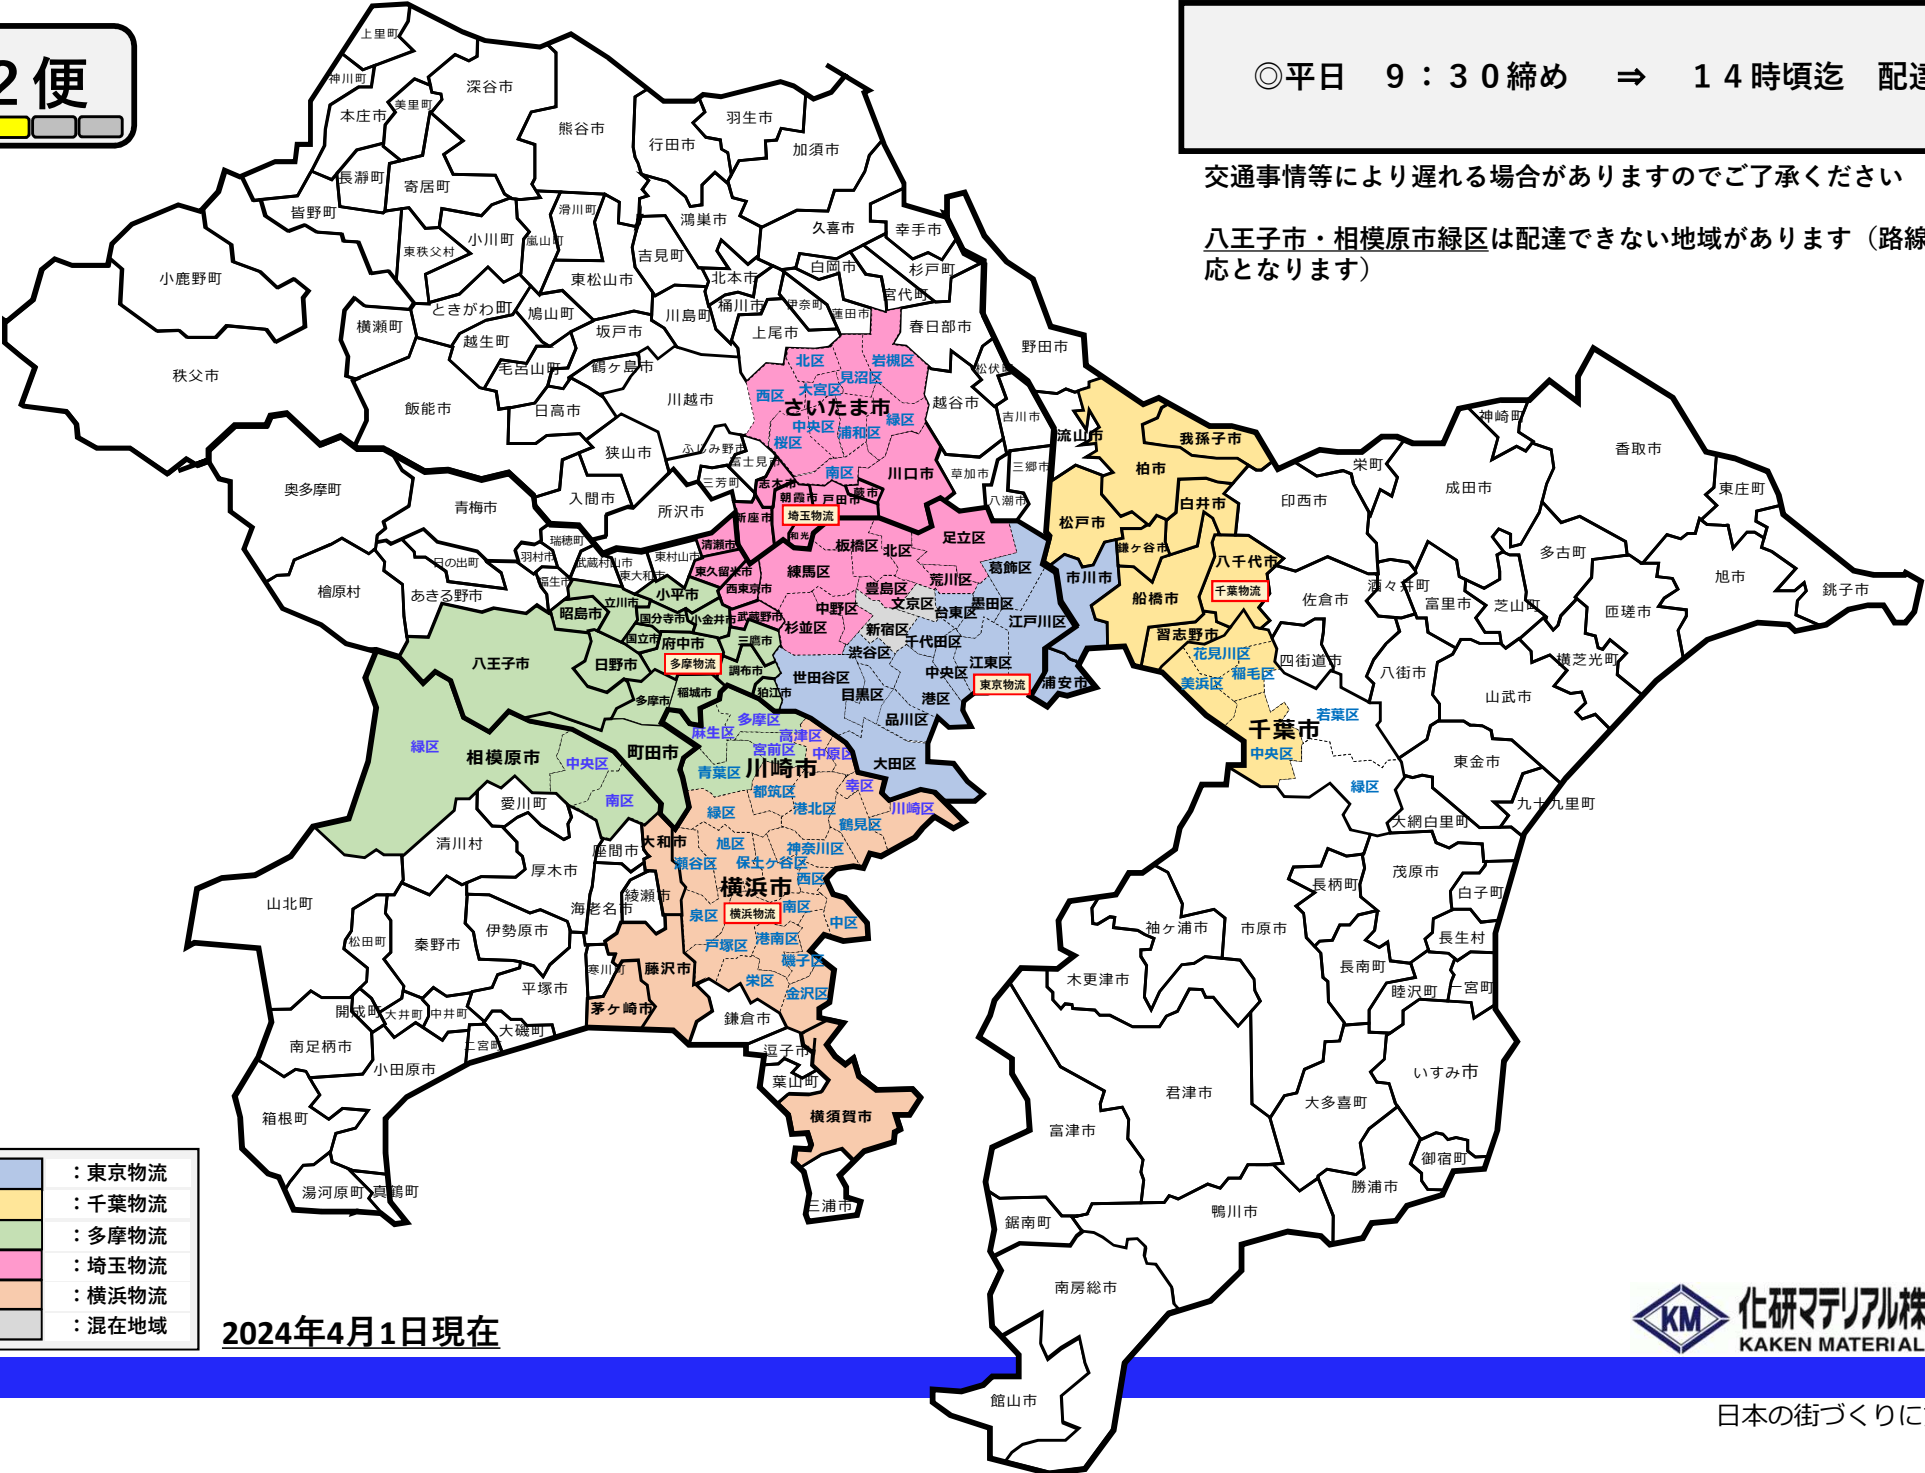 2便
◎平日　9：30締め　⇒　14時頃迄　配達
交通事情等により遅れる場合がありますのでご了承ください
八王子市・相模原市緑区は配達できない地域があります（路線
応となります）
上里町
神川町
深谷市
美里町
本庄市
熊谷市
羽生市
行田市
加須市
長瀞町
寄居町
皆野町
滑川町
鴻巣市
久喜市
幸手市
東秩父村
小川町
嵐山町
吉見町
小鹿野町
東松山市
北本市
白岡市
杉戸町
宮代町
ときがわ町
鳩山町
川島町
桶川市
伊奈町
蓮田市
横瀬町
越生町
坂戸市
上尾市
春日部市
野田市
秩父市
毛呂山町
鶴ヶ島市
北区
岩槻区
見沼区
松伏町
飯能市
日高市
川越市
西区
大宮区
さいたま市
越谷市
吉川市
中央区
浦和区
緑区
桜区
狭山市
ふじみ野市
富士見市
南区
川口市
草加市
三郷市
三芳町
志木市
朝霞市
戸田市
蕨市
八潮市
入間市
所沢市
新座市
埼玉物流
和光
流山市
我孫子市
柏市
白井市
松戸市
鎌ヶ谷市
八千代市
千葉物流
市川市
船橋市
習志野市
花見川区
稲毛区
美浜区
若葉区
千葉市
中央区
緑区
印西市
栄町
神崎町
成田市
香取市
東庄町
多古町
旭市
銚子市
酒々井町
富里市
芝山町
匝瑳市
佐倉市
四街道市
八街市
横芝光町
山武市
東金市
九十九里町
大網白里町
奥多摩町
青梅市
瑞穂町
羽村市
武蔵村山市
東村山市
清瀬市
日の出町
福生市
東大和市
東久留米市
檜原村
あきる野市
昭島市
立川市
小平市
西東京市
国分寺市
小金井市
武蔵野市
国立市
府中市
三鷹市
八王子市
日野市
多摩物流
調布市
多摩市
稲城市
狛江市
板橋区
北区
足立区
練馬区
豊島区
荒川区
葛飾区
中野区
文京区
台東区
墨田区
杉並区
新宿区
千代田区
江戸川区
渋谷区
世田谷区
中央区
江東区
目黒区
港区
東京物流
浦安市
品川区
大田区
緑区
相模原市
中央区
南区
町田市
麻生区
多摩区
高津区
宮前区
中原区
川崎市
幸区
川崎区
青葉区
都筑区
緑区
港北区
鶴見区
旭区
神奈川区
瀬谷区
保土ヶ谷区
西区
横浜市
泉区
横浜物流
南区
中区
戸塚区
港南区
磯子区
栄区
金沢区
愛川町
清川村
厚木市
座間市
大和市
海老名市
綾瀬市
山北町
松田町
秦野市
伊勢原市
寒川町
藤沢市
平塚市
茅ヶ崎市
鎌倉市
開成町
大井町
中井町
大磯町
二宮町
南足柄市
小田原市
逗子市
葉山町
横須賀市
箱根町
湯河原町
真鶴町
三浦市
茂原市
長柄町
白子町
袖ヶ浦市
市原市
長生村
長南町
木更津市
睦沢町
一宮町
いすみ市
君津市
大多喜町
富津市
御宿町
勝浦市
鴨川市
鋸南町
南房総市
館山市
：東京物流
：千葉物流
：多摩物流
：埼玉物流
：横浜物流
：混在地域
2024年4月1日現在
KM
化研マテリアル株
KAKEN MATERIAL
日本の街づくりに